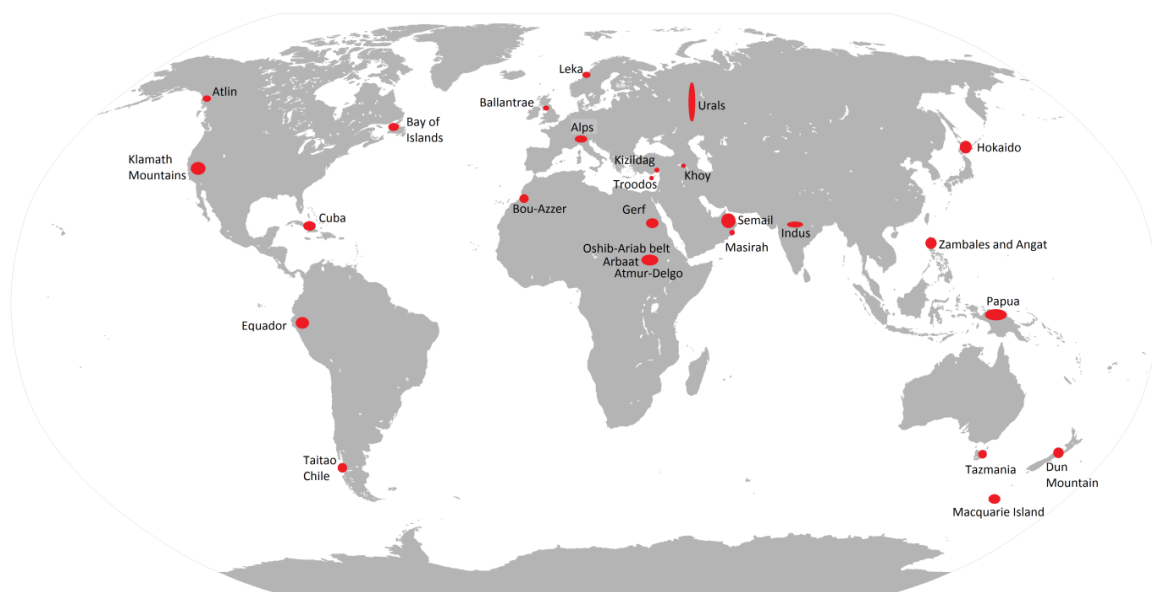 Leka
Atlin
Ballantrae
Urals
Bay of
Islands
Alps
Hokaido
Klamath
Mountains
Kizildag
Khoy
Troodos
Bou-Azzer
Gerf
Cuba
Semail
Indus
Masirah
Zambales and Angat
Oshib-Ariab belt
Arbaat
Atmur-Delgo
Papua
Equador
Taitao
Chile
Tazmania
Dun
Mountain
Macquarie Island